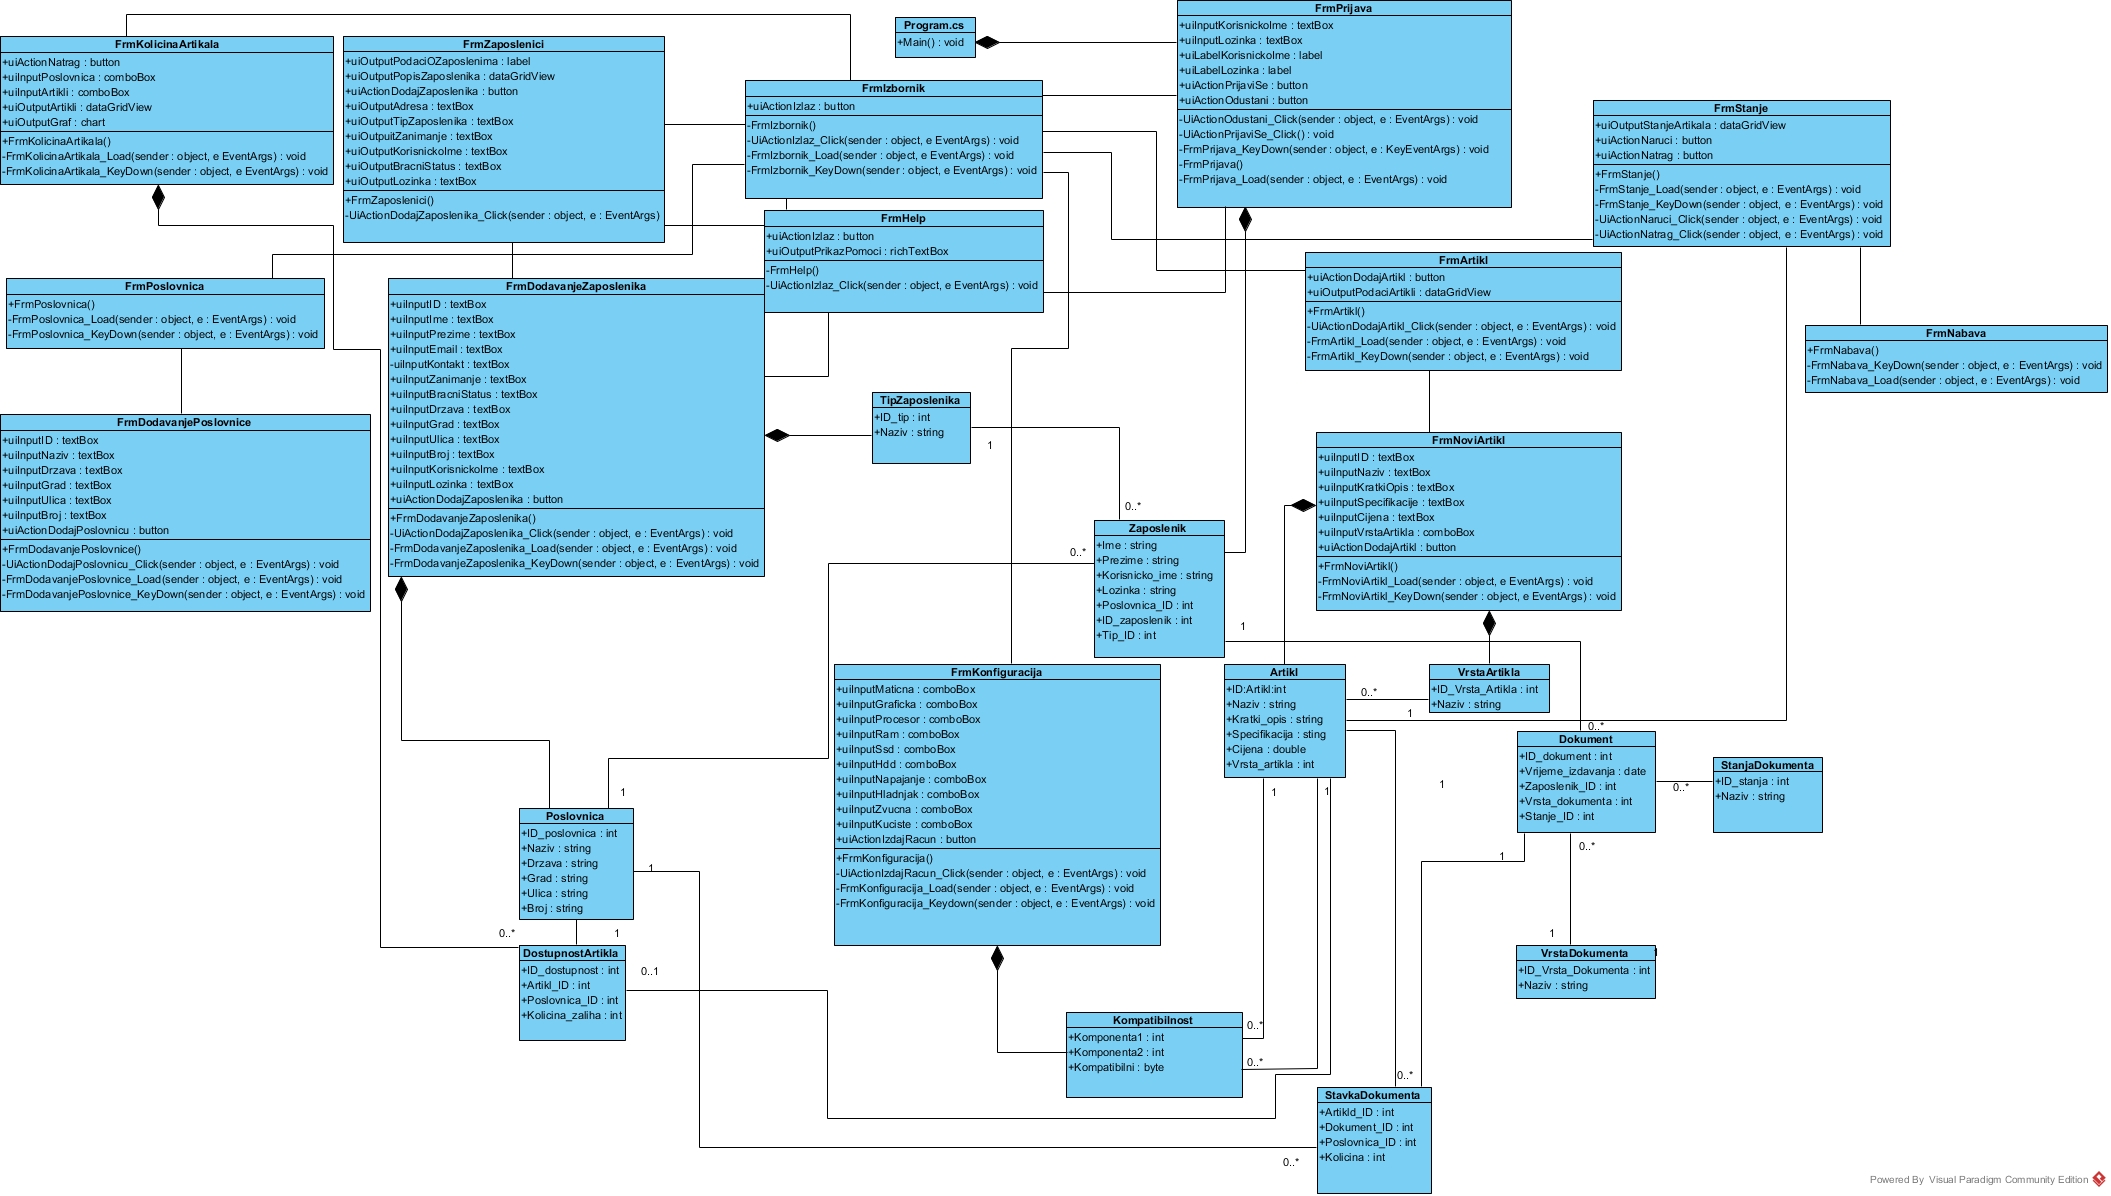 FrmKolicinaArtikala
+uiActionNatrag : button
+uiInputPoslovnica : comboBox
+uiInputArtikli : comboBox
+uiOutputArtikli : dataGridView
+uiOutputGraf : chart
+FrmKolicinaArtikala()
-FrmKolicinaArtikala_Load(sender : object, e EventArgs) : void
-FrmKolicinaArtikala_KeyDown(sender : object, e EventArgs) : void
FrmZaposlenici
+uiOutputPodaciOZaposlenima : label
+uiOutputPopisZaposlenika : dataGridView
+uiActionDodajZaposlenika : button
+uiOutputAdresa : textBox
+uiOutputTipZaposlenika : textBox
+uiOutpuitZanimanje : textBox
+uiOutputKorisnickoIme : textBox
+uiOutputBracniStatus : textBox
+uiOutputLozinka : textBox
+FrmZaposlenici()
-UiActionDodajZaposlenika_Click(sender : object, e : EventArgs)
Program.cs
+Main() : void
FrmIzbornik
+uiActionIzlaz : button
-FrmIzbornik()
-UiActionIzlaz_Click(sender : object, e : EventArgs) : void
-FrmIzbornik_Load(sender : object, e : EventArgs) : void
-FrmIzbornik_KeyDown(sender : object, e EventArgs) : void
FrmPrijava
+uiInputKorisnickoIme : textBox
+uiInputLozinka : textBox
+uiLabelKorisnickoIme : label
+uiLabelLozinka : label
+uiActionPrijaviSe : button
+uiActionOdustani : button
-UiActionOdustani_Click(sender : object, e : EventArgs) : void
-UiActionPrijaviSe_Click() : void
-FrmPrijava_KeyDown(sender : object, e : KeyEventArgs) : void
-FrmPrijava()
-FrmPrijava_Load(sender : object, e : EventArgs) : void
FrmStanje
+uiOutputStanjeArtikala : dataGridView
+uiActionNaruci : button
+uiActionNatrag : button
+FrmStanje()
-FrmStanje_Load(sender : object, e : EventArgs) : void
-FrmStanje_KeyDown(sender : object, e : EventArgs) : void
-UiActionNaruci_Click(sender : object, e : EventArgs) : void
-UiActionNatrag_Click(sender : object, e : EventArgs) : void
FrmHelp
+uiActionIzlaz : button
+uiOutputPrikazPomoci : richTextBox
-FrmHelp()
-UiActionIzlaz_Click(sender : object, e : EventArgs) : void
FrmArtikl
+uiActionDodajArtikl : button
+uiOutputPodaciArtikli : dataGridView
+FrmArtikl()
-UiActionDodajArtikl_Click(sender : object, e : EventArgs) : void
-FrmArtikl_Load(sender : object, e : EventArgs) : void
-FrmArtikl_KeyDown(sender : object, e : EventArgs) : void
FrmPoslovnica
+FrmPoslovnica()
-FrmPoslovnica_Load(sender : object, e : EventArgs) : void
-FrmPoslovnica_KeyDown(sender : object, e : EventArgs) : void
FrmDodavanjeZaposlenika
+uiInputID : textBox
+uiInputIme : textBox
+uiInputPrezime : textBox
+uiInputEmail : textBox
-uiInputKontakt : textBox
+uiInputZanimanje : textBox
+uiInputBracniStatus : textBox
+uiInputDrzava : textBox
+uiInputGrad : textBox
+uiInputUlica : textBox
+uiInputBroj : textBox
+uiInputKorisnickoIme : textBox
+uiInputLozinka : textBox
+uiActionDodajZaposlenika : button
+FrmDodavanjeZaposlenika()
-UiActionDodajZaposlenika_Click(sender : object, e : EventArgs) : void
-FrmDodavanjeZaposlenika_Load(sender : object, e : EventArgs) : void
-FrmDodavanjeZaposlenika_KeyDown(sender : object, e : EventArgs) : void
FrmNabava
+FrmNabava()
-FrmNabava_KeyDown(sender : object, e : EventArgs) : void
-FrmNabava_Load(sender : object, e : EventArgs) : void
FrmDodavanjePoslovnice
+uiInputID : textBox
+uiInputNaziv : textBox
+uiInputDrzava : textBox
+uiInputGrad : textBox
+uiInputUlica : textBox
+uiInputBroj : textBox
+uiActionDodajPoslovnicu : button
+FrmDodavanjePoslovnice()
-UiActionDodajPoslovnicu_Click(sender : object, e : EventArgs) : void
-FrmDodavanjePoslovnice_Load(sender : object, e : EventArgs) : void
-FrmDodavanjePoslovnice_KeyDown(sender : object, e : EventArgs) : void
TipZaposlenika
+ID_tip : int
+Naziv : string
1
0..*
FrmNoviArtikl
+uiInputID : textBox
+uiInputNaziv : textBox
+uiInputKratkiOpis : textBox
+uiInputSpecifikacije : textBox
+uiInputCijena : textBox
+uiInputVrstaArtikla : comboBox
+uiActionDodajArtikl : button
+FrmNoviArtikl()
-FrmNoviArtikl_Load(sender : object, e : EventArgs) : void
-FrmNoviArtikl_KeyDown(sender : object, e EventArgs) : void
0..*
Zaposlenik
+Ime : string
+Prezime : string
+Korisnicko_ime : string
+Lozinka : string
+Poslovnica_ID : int
+ID_zaposlenik : int
+Tip_ID : int
1
FrmKonfiguracija
+uiInputMaticna : comboBox
+uiInputGraficka : comboBox
+uiInputProcesor : comboBox
+uiInputRam : comboBox
+uiInputSsd : comboBox
+uiInputHdd : comboBox
+uiInputNapajanje : comboBox
+uiInputHladnjak : comboBox
+uiInputZvucna : comboBox
+uiInputKuciste : comboBox
+uiActionIzdajRacun : button
+FrmKonfiguracija()
-UiActionIzdajRacun_Click(sender : object, e : EventArgs) : void
-FrmKonfiguracija_Load(sender : object, e : EventArgs) : void
-FrmKonfiguracija_Keydown(sender : object, e : EventArgs) : void
Artikl
+ID:Artikl:int
+Naziv : string
+Kratki_opis : string
+Specifikacija : sting
+Cijena : double
+Vrsta_artikla : int
0..*
1
VrstaArtikla
+ID_Vrsta_Artikla : int
+Naziv : string
0..*
Dokument
+ID_dokument : int
+Vrijeme_izdavanja : date
+Zaposlenik_ID : int
+Vrsta_dokumenta : int
+Stanje_ID : int
0..*
StanjaDokumenta
+ID_stanja : int
+Naziv : string
1
1
1
1
0..*
1
Poslovnica
+ID_poslovnica : int
+Naziv : string
+Drzava : string
+Grad : string
+Ulica : string
+Broj : string
1
0..*
1
DostupnostArtikla
+ID_dostupnost : int
+Artikl_ID : int
+Poslovnica_ID : int
+Kolicina_zaliha : int
0..1
1
1
VrstaDokumenta
+ID_Vrsta_Dokumenta : int
+Naziv : string
Kompatibilnost
+Komponenta1 : int
+Komponenta2 : int
+Kompatibilni : byte
0..*
0..*
0..*
StavkaDokumenta
+Artikld_ID : int
+Dokument_ID : int
+Poslovnica_ID : int
+Kolicina : int
0..*
Powered By Visual Paradigm Community Edition